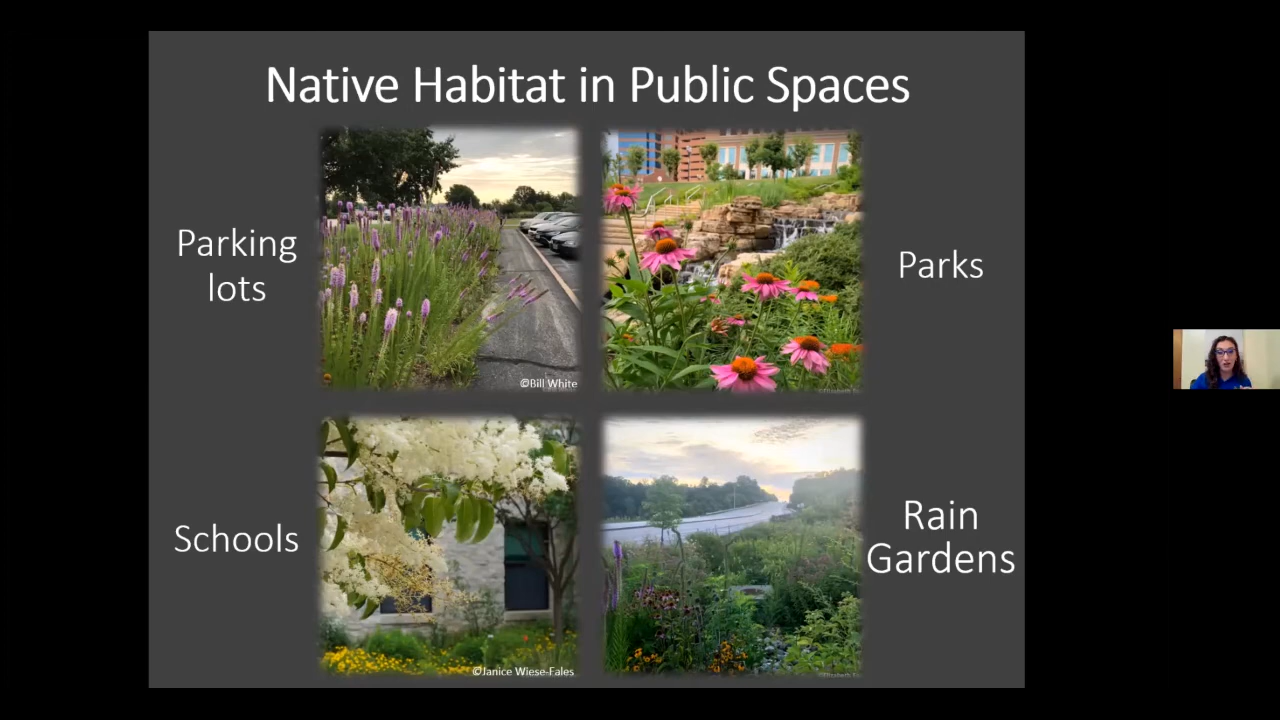 Native Habitat in Public Spaces
Parking
lots
©Bill White
Parks
Schools
©Janice Wiese-Fales
Rain
Gardens